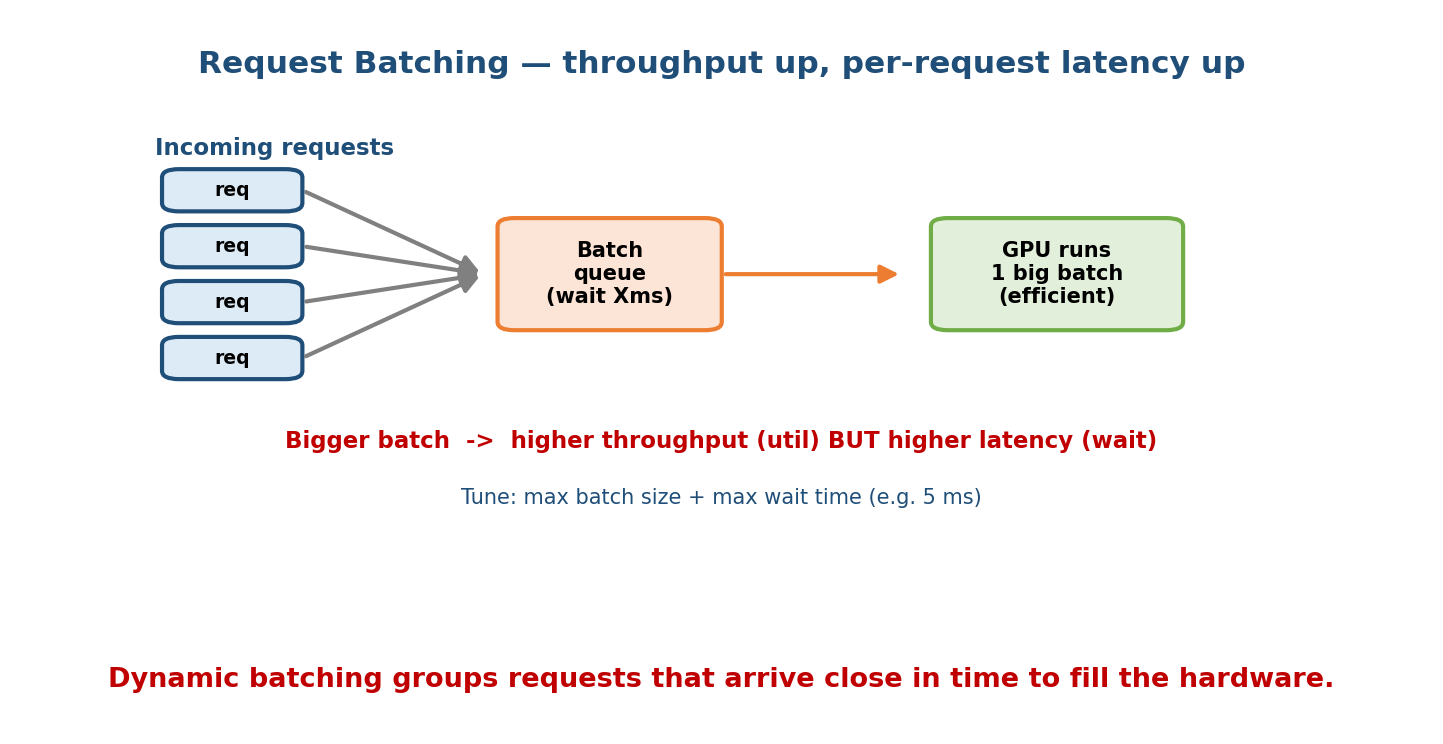 Request Batching — throughput up, per-request latency up
Incoming requests
req
req
req
req
Batch
queue
(wait Xms)
GPU runs
1 big batch
(efficient)
Bigger batch  ->  higher throughput (util) BUT higher latency (wait)
Tune: max batch size + max wait time (e.g. 5 ms)
Dynamic batching groups requests that arrive close in time to fill the hardware.